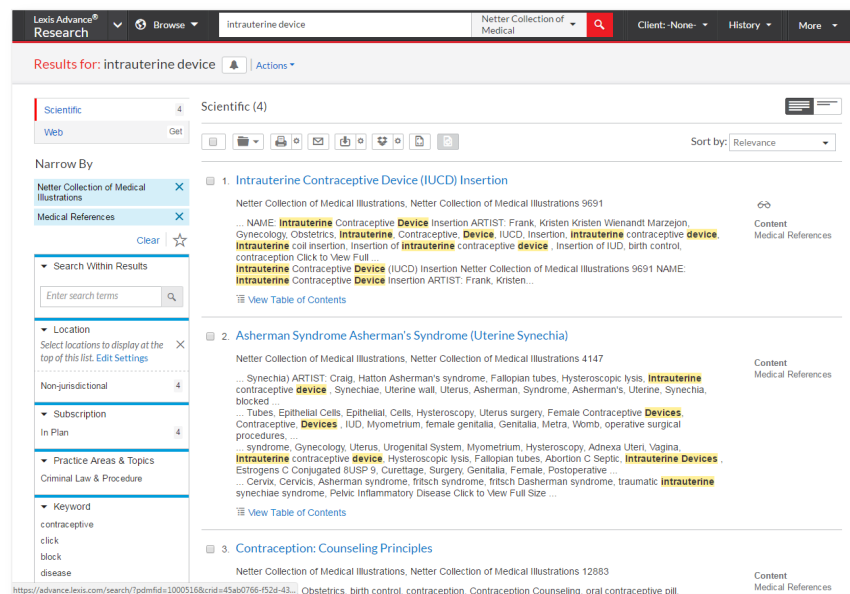 Lexis Advance®
Research
Browse
intrauterine device
Netter Collection of
Medical
Client: -None-
History
More
Results for: intrauterine device
Actions
Scientific 4
Web Get
Narrow By
Netter Collection of Medical
Illustrations
Medical References
Clear
Search Within Results
Enter search terms
Location
Select locations to display at the
top of this list. Edit Settings
Non-jurisdictional 4
Subscription
In Plan 4
Practice Areas & Topics
Criminal Law & Procedure
Keyword
contraceptive
click
block
disease
https://advance.lexis.com/search/?pdmfid=1000516&crid=45ab0766-f52d-43...
Scientific (4)
Sort by: Relevance
1. Intrauterine Contraceptive Device (IUCD) Insertion
Netter Collection of Medical Illustrations, Netter Collection of Medical Illustrations 9691
... NAME: Intrauterine Contraceptive Device Insertion ARTIST: Frank, Kristen Kristen Wienandt Marzejon,
Gynecology, Obstetrics, Intrauterine, Contraceptive, Device, IUCD, Insertion, intrauterine contraceptive device,
Intrauterine coil insertion, Insertion of intrauterine contraceptive device , Insertion of IUD, birth control,
contraception Click to View Full ...
Intrauterine Contraceptive Device (IUCD) Insertion Netter Collection of Medical Illustrations 9691 NAME:
Intrauterine Contraceptive Device Insertion ARTIST: Frank, Kristen...
View Table of Contents
Content
Medical References
2. Asherman Syndrome Asherman's Syndrome (Uterine Synechia)
Netter Collection of Medical Illustrations, Netter Collection of Medical Illustrations 4147
... Synechia) ARTIST: Craig, Hatton Asherman's syndrome, Fallopian tubes, Hysteroscopic lysis, Intrauterine
contraceptive device , Synechiae, Uterine wall, Uterus, Asherman, Syndrome, Asherman's, Uterine, Synechia,
blocked ...
... Tubes, Epithelial Cells, Epithelial, Cells, Hysteroscopy, Uterus surgery, Female Contraceptive Devices,
Contraceptive, Devices , IUD, Myometrium, female genitalia, Genitalia, Metra, Womb, operative surgical
procedures, ...
... syndrome, Gynecology, Uterus, Urogenital System, Myometrium, Hysteroscopy, Adnexa Uteri, Vagina,
Intrauterine contraceptive device, Hysteroscopic lysis, Fallopian tubes, Abortion C Septic, Intrauterine Devices ,
Estrogens C Conjugated 8USP 9, Curettage, Surgery, Genitalia, Female, Postoperative ...
... Cervix, Cervicis, Asherman syndrome, fritsch syndrome, fritsch Dasherman syndrome, traumatic intrauterine
synechiae syndrome, Pelvic Inflammatory Disease Click to View Full Size ...
View Table of Contents
Content
Medical References
3. Contraception: Counseling Principles
Netter Collection of Medical Illustrations, Netter Collection of Medical Illustrations 12883
Obstetrics, birth control, contraception, Contraception Counseling, oral contraceptive pill,
Content
Medical References